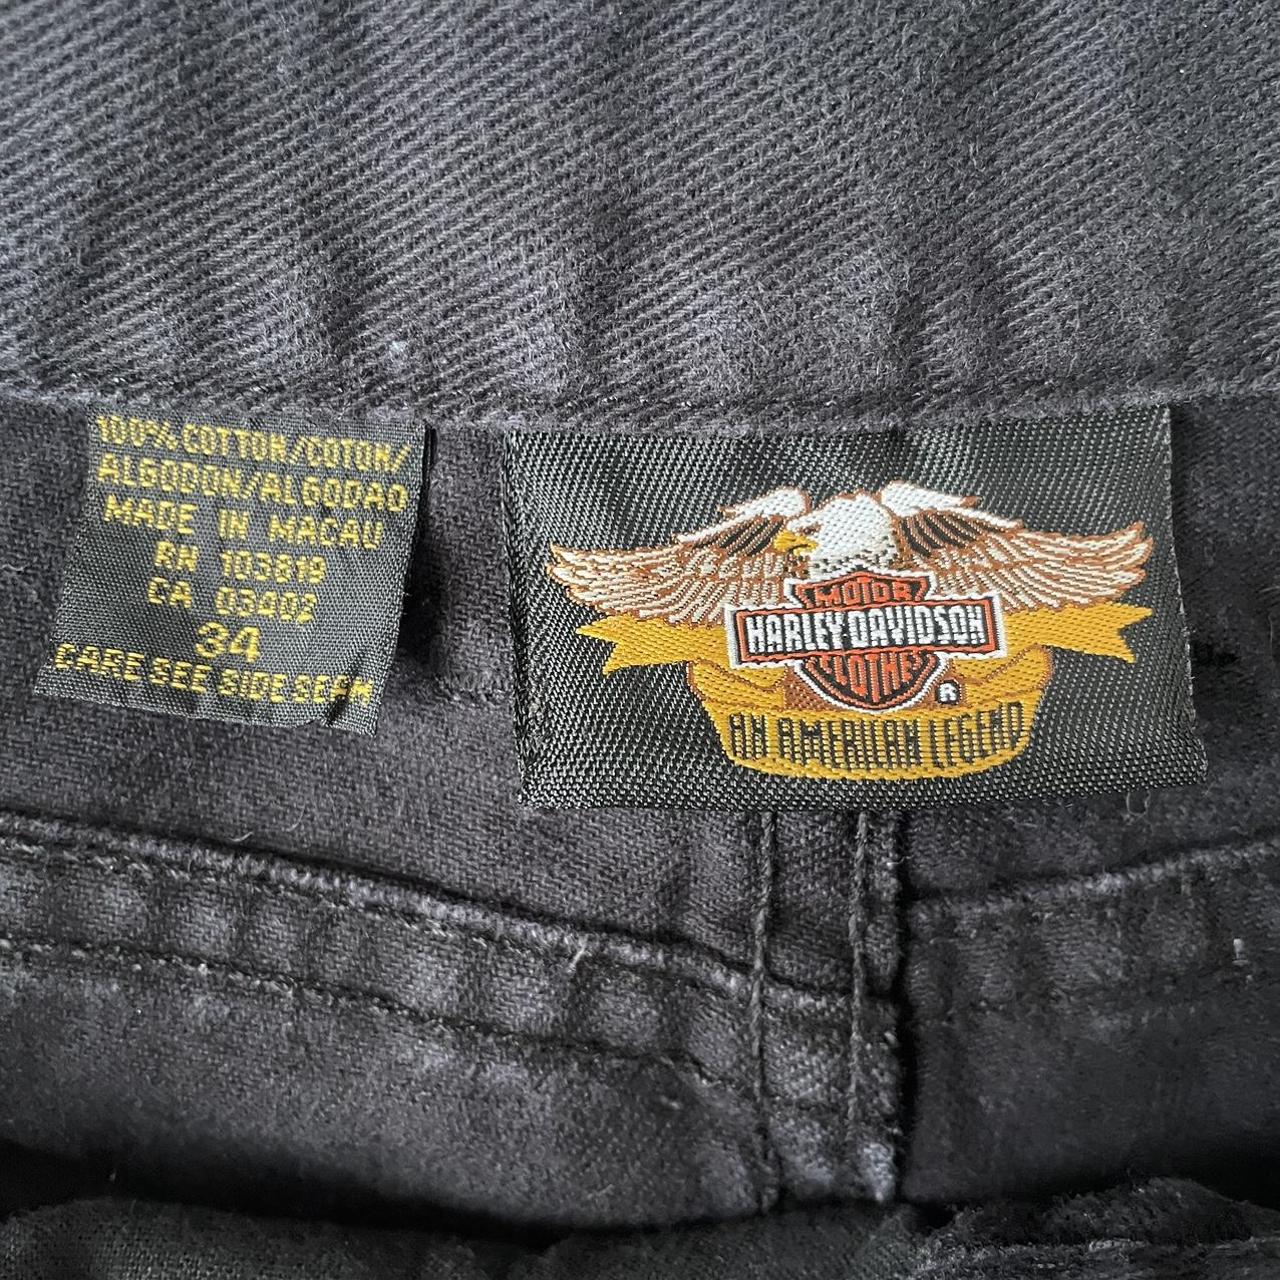 100% COTTON/COTON/
ALGODON/ALGODAO
MADE IN MACAU
RN 103819
CA 03402
34
CARE SEE SIDE SEAM
MOTOR
HARLEY-DAVIDSON
CLOTHES
®
AN AMERICAN LEGEND